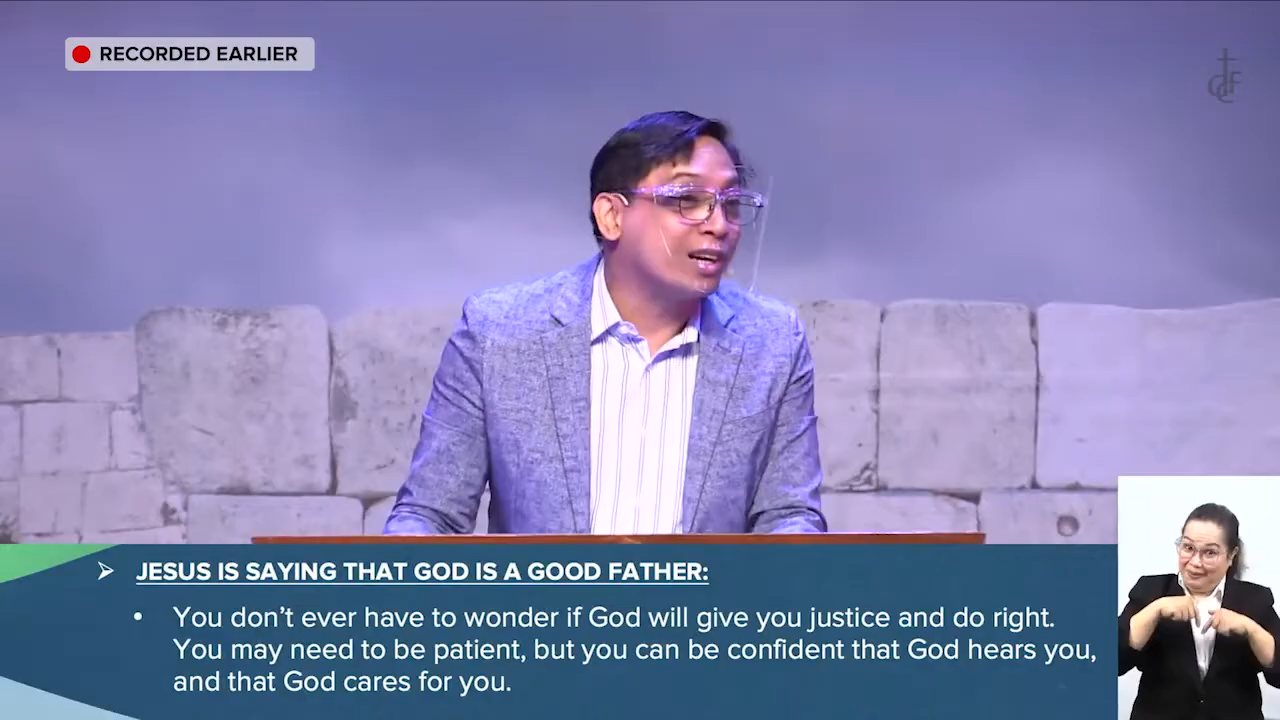 RECORDED EARLIER
➢ JESUS IS SAYING THAT GOD IS A GOOD FATHER:
• You don’t ever have to wonder if God will give you justice and do right.
You may need to be patient, but you can be confident that God hears you,
and that God cares for you.